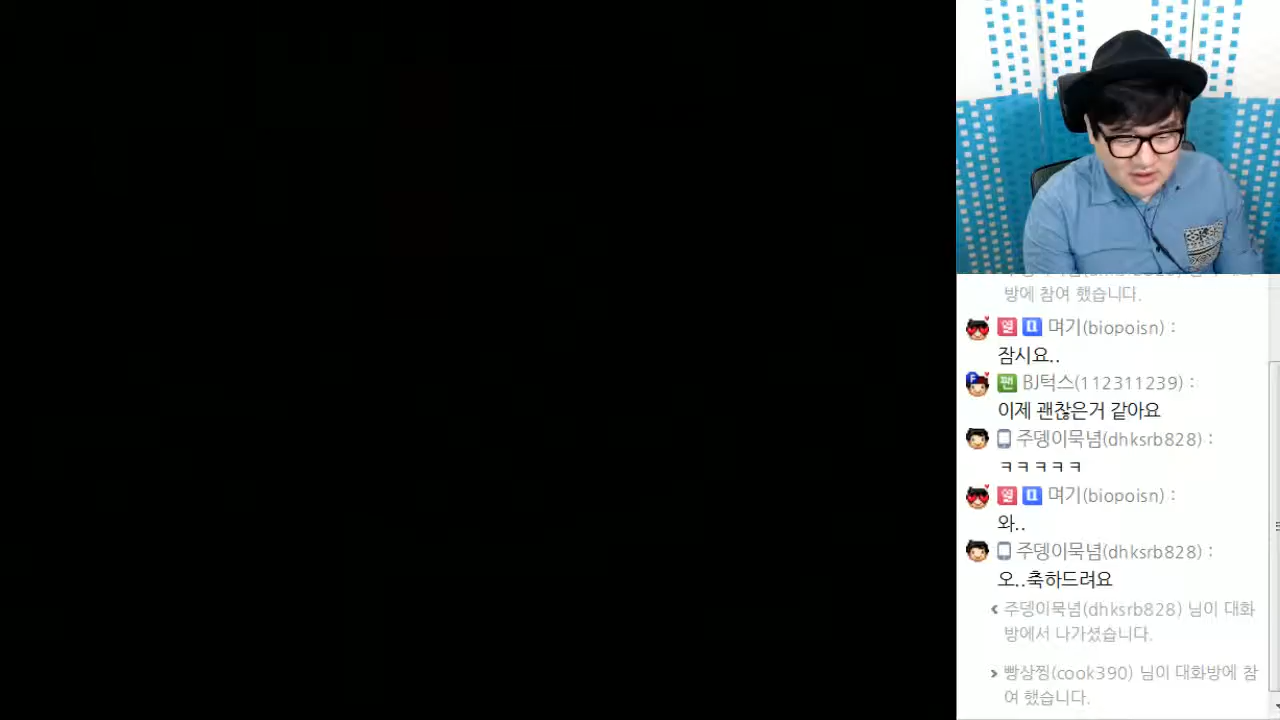 방에 참여 했습니다.
열 며기(biopoisn) :
잠시요..
팬 BJ턱스(112311239) :
이제 괜찮은거 같아요
주뎅이묵념(dhksrb828) :
ㅋㅋㅋㅋㅋ
열 며기(biopoisn) :
와..
주뎅이묵념(dhksrb828) :
오..축하드려요
주뎅이묵념(dhksrb828) 님이 대화
방에서 나가셨습니다.
빵상찡(cook390) 님이 대화방에 참
여 했습니다.